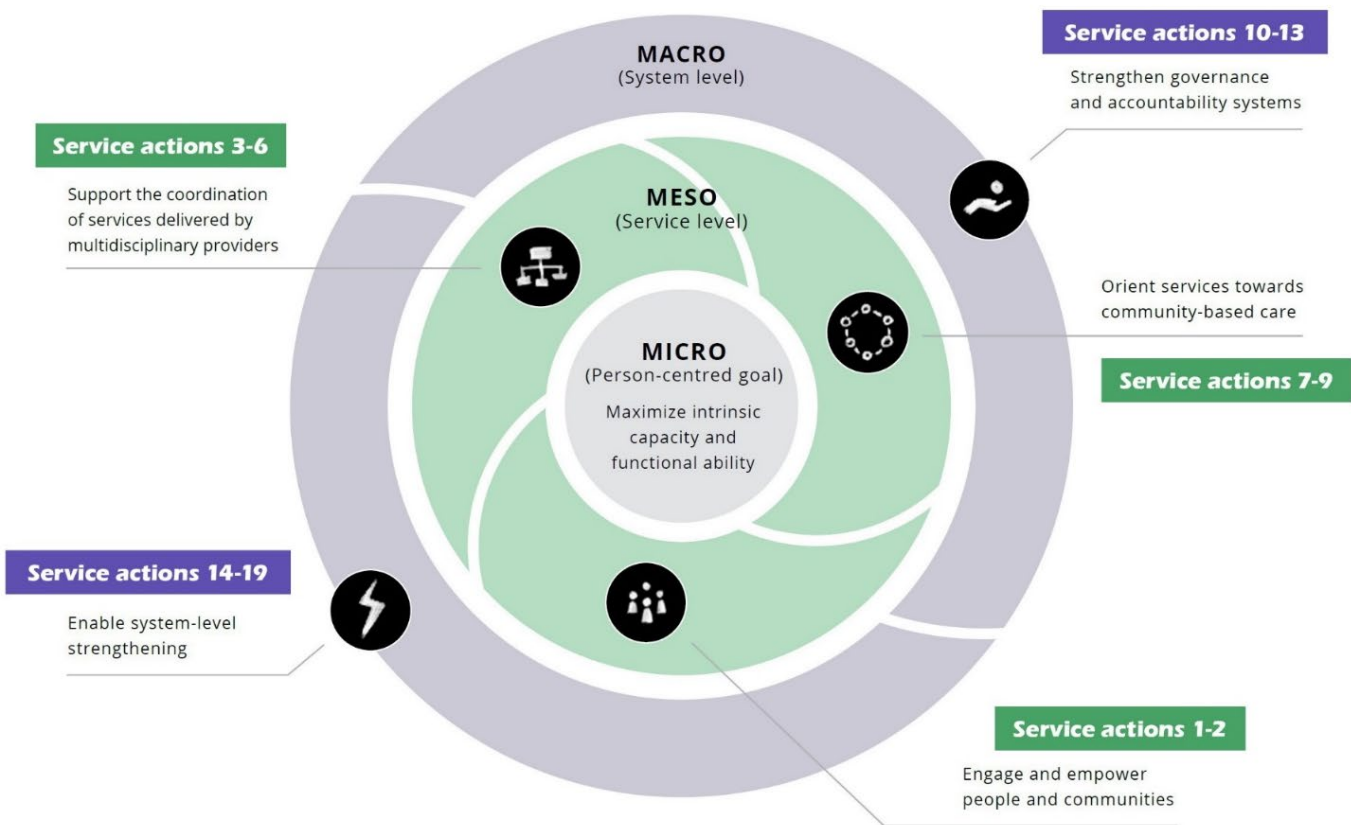 MACRO
(System level)
Service actions 10-13
Strengthen governance
and accountability systems
Service actions 3-6
Support the coordination
of services delivered by
multidisciplinary providers
MESO
(Service level)
Orient services towards
community-based care
Service actions 7-9
MICRO
(Person-centred goal)
Maximize intrinsic
capacity and
functional ability
Service actions 14-19
Enable system-level
strengthening
Service actions 1-2
Engage and empower
people and communities